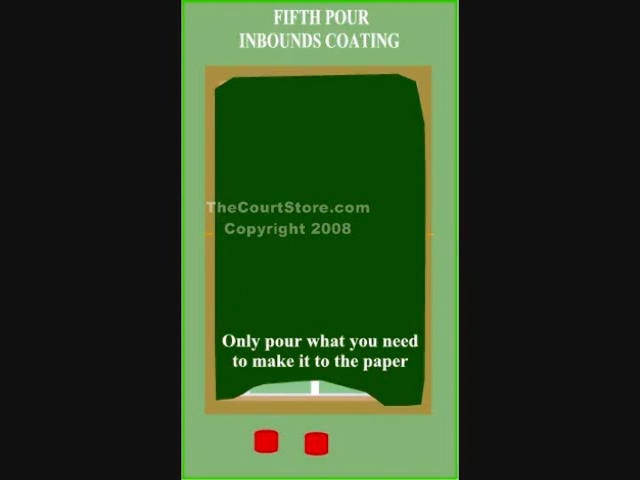 FIFTH POUR
INBOUNDS COATING
TheCourtStore.com
Copyright 2008
Only pour what you need
to make it to the paper